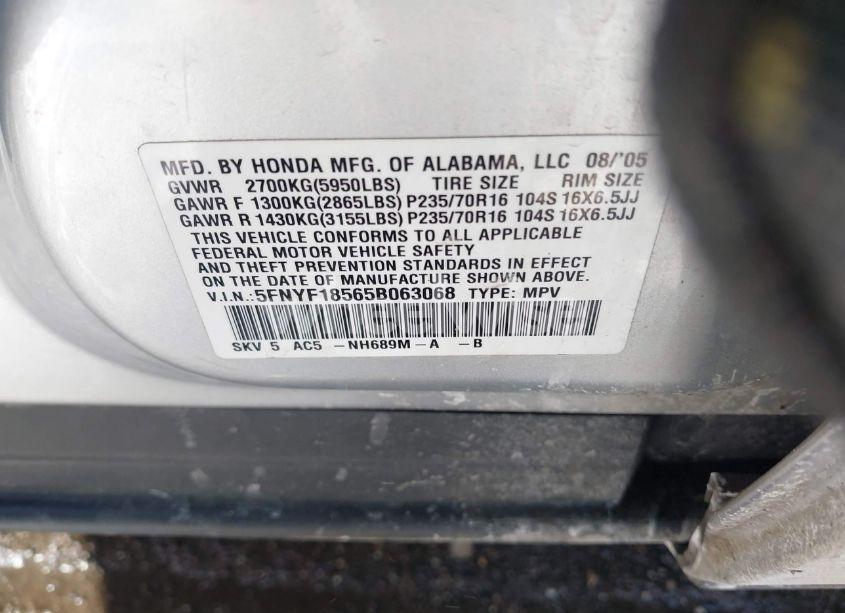 MFD. BY HONDA MFG. OF ALABAMA, LLC 08/'05
GVWR 2700KG(5950LBS) TIRE SIZE RIM SIZE
GAWR F 1300KG(2865LBS) P235/70R16 104S 16X6.5JJ
GAWR R 1430KG(3155LBS) P235/70R16 104S 16X6.5JJ
THIS VEHICLE CONFORMS TO ALL APPLICABLE
FEDERAL MOTOR VEHICLE SAFETY
AND THEFT PREVENTION STANDARDS IN EFFECT
ON THE DATE OF MANUFACTURE SHOWN ABOVE.
V.I.N.:5FNYF18565B063068 TYPE: MPV
SKV 5 AC5 -NH689M-A -B